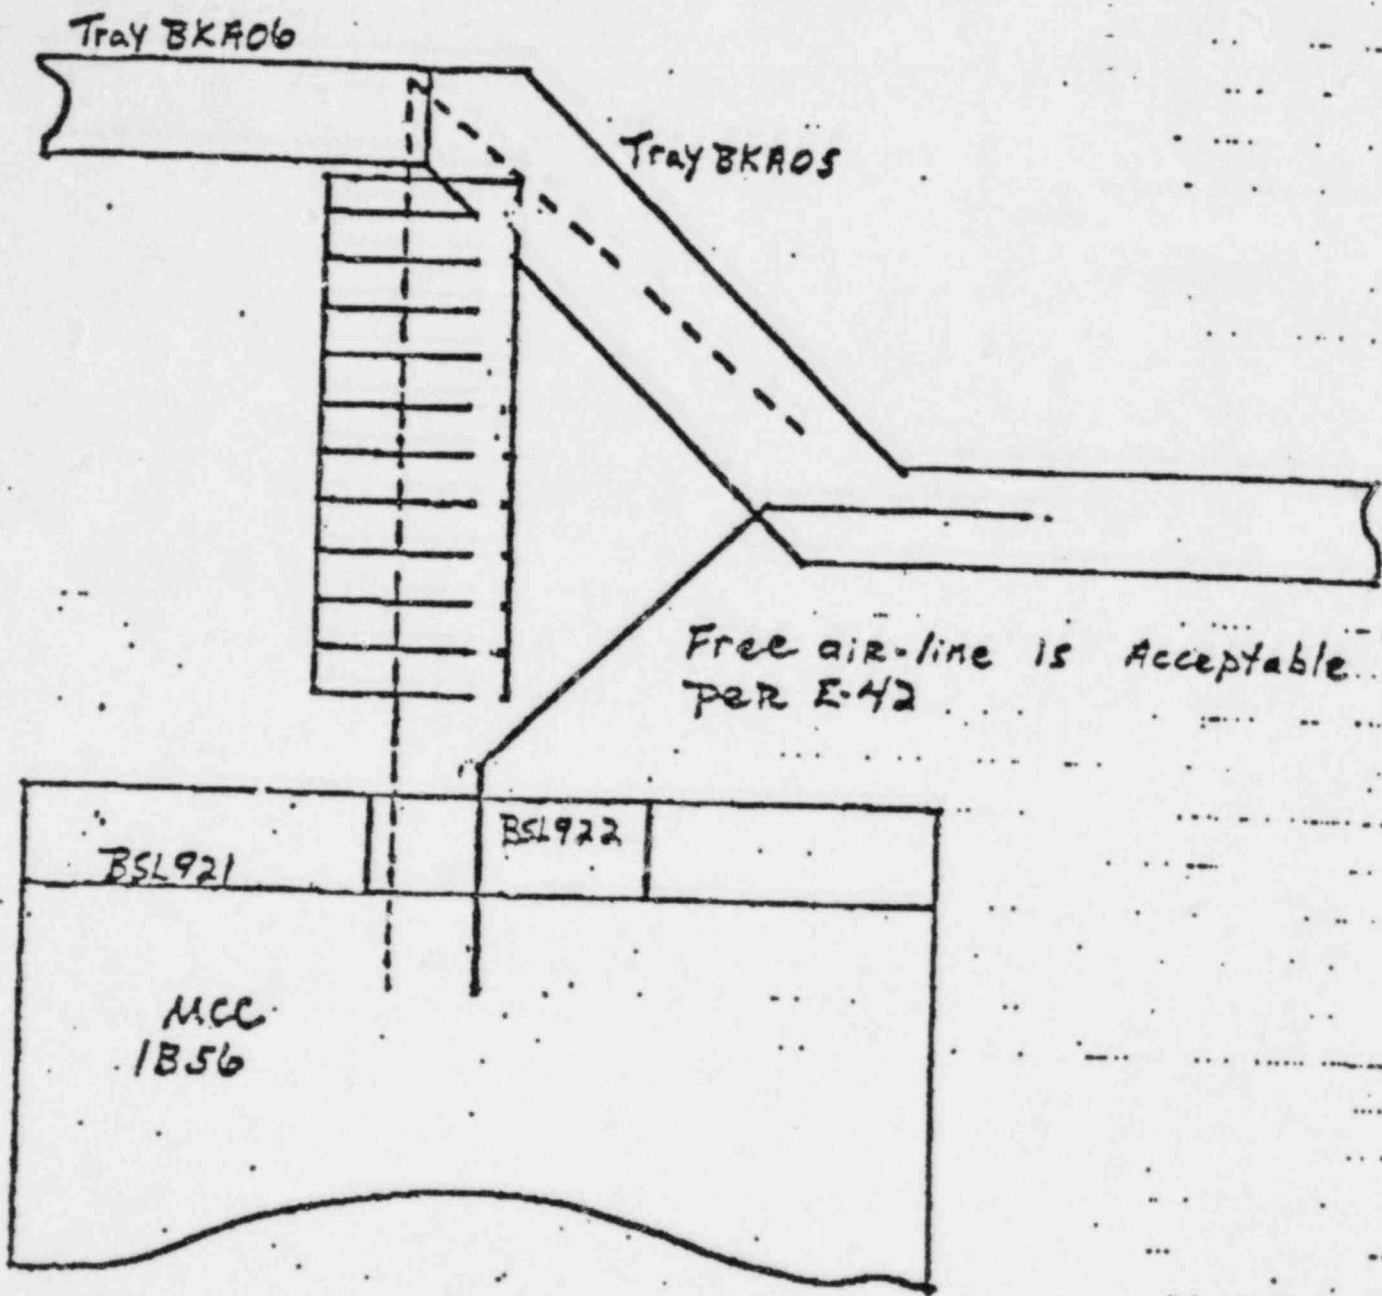 Tray BKA06
Tray BKA05
Free air-line is Acceptable
per E-42
BSL922
BSL921
MCC
1B56